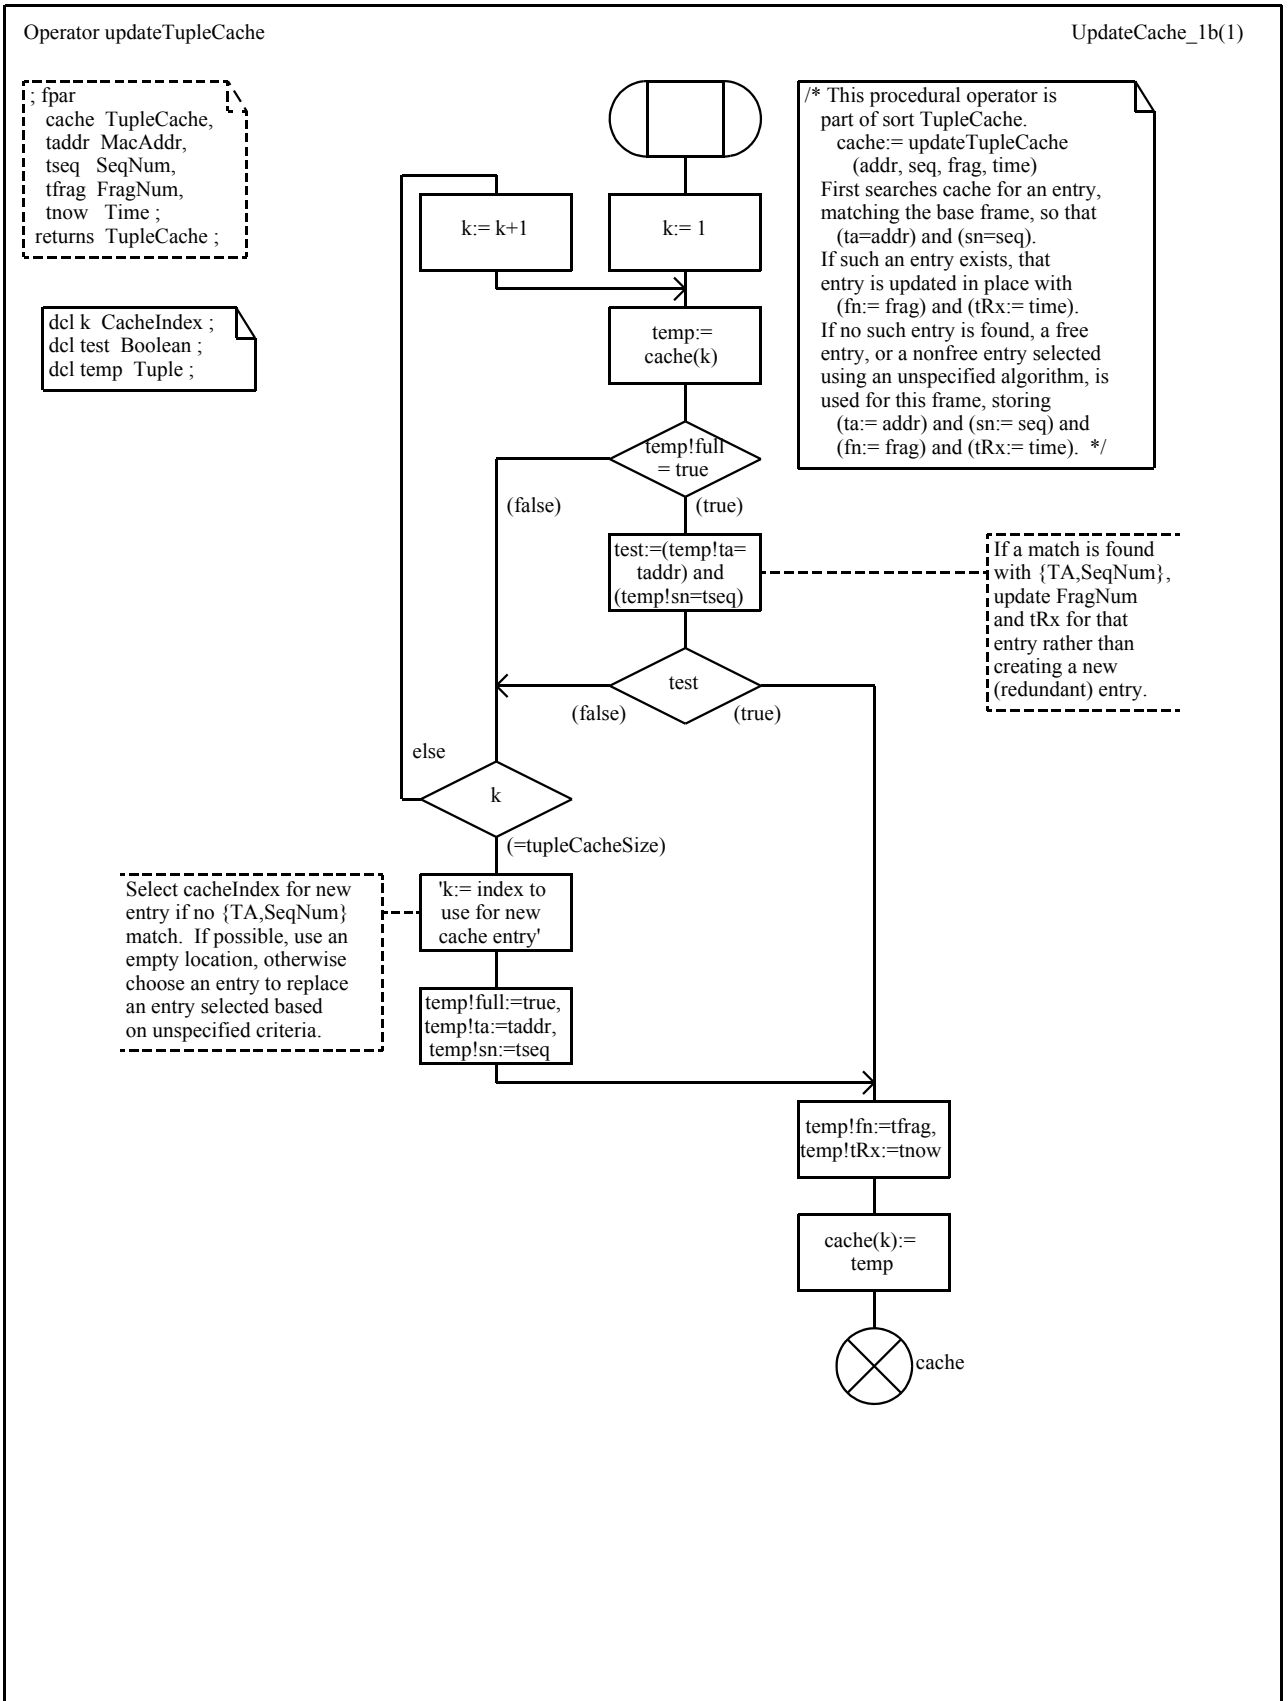 Operator updateTupleCache
UpdateCache_1b(1)
; fpar
cache TupleCache,
taddr MacAddr,
tseq SeqNum,
tfrag FragNum,
tnow Time ;
returns TupleCache ;
dcl k CacheIndex ;
dcl test Boolean ;
dcl temp Tuple ;
/* This procedural operator is
part of sort TupleCache.
cache:= updateTupleCache
(addr, seq, frag, time)
First searches cache for an entry,
matching the base frame, so that
(ta=addr) and (sn=seq).
If such an entry exists, that
entry is updated in place with
(fn:= frag) and (tRx:= time).
If no such entry is found, a free
entry, or a nonfree entry selected
using an unspecified algorithm, is
used for this frame, storing
(ta:= addr) and (sn:= seq) and
(fn:= frag) and (tRx:= time). */
k:= k+1
k:= 1
temp:=
cache(k)
temp!full
= true
(false)
(true)
test:=(temp!ta=
taddr) and
(temp!sn=tseq)
If a match is found
with {TA,SeqNum},
update FragNum
and tRx for that
entry rather than
creating a new
(redundant) entry.
test
(false)
(true)
else
k
(=tupleCacheSize)
Select cacheIndex for new
entry if no {TA,SeqNum}
match. If possible, use an
empty location, otherwise
choose an entry to replace
an entry selected based
on unspecified criteria.
'k:= index to
use for new
cache entry'
temp!full:=true,
temp!ta:=taddr,
temp!sn:=tseq
temp!fn:=tfrag,
temp!tRx:=tnow
cache(k):=
temp
cache